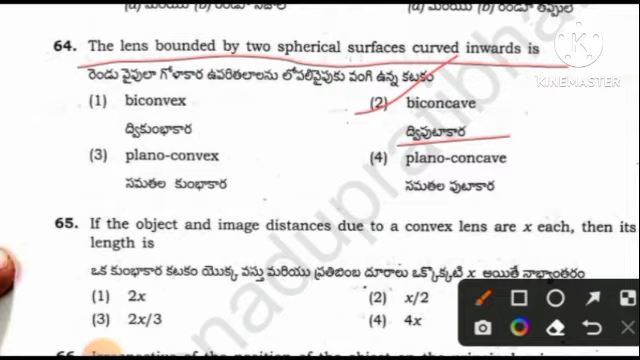 (a) మరియు (b) రెండూ తప్పుల
64. The lens bounded by two spherical surfaces curved inwards is
రెండు వైపులా గోళాకార ఉపరితలాలను లోపలివైపుకు వంగి ఉన్న కటకం
(1) biconvex (2) biconcave
ద్వికుంభాకార ద్విపుటాకార
(3) plano-convex (4) plano-concave
సమతల కుంభాకార సమతల పుటాకార
65. If the object and image distances due to a convex lens are x each, then its
length is
ఒక కుంభాకార కటకం యొక్క వస్తు మరియు ప్రతిబింబ దూరాలు ఒక్కొక్కటి x అయితే నాభ్యాంతరం
(1) 2x (2) x/2
(3) 2x/3 (4) 4x
KINEMASTER